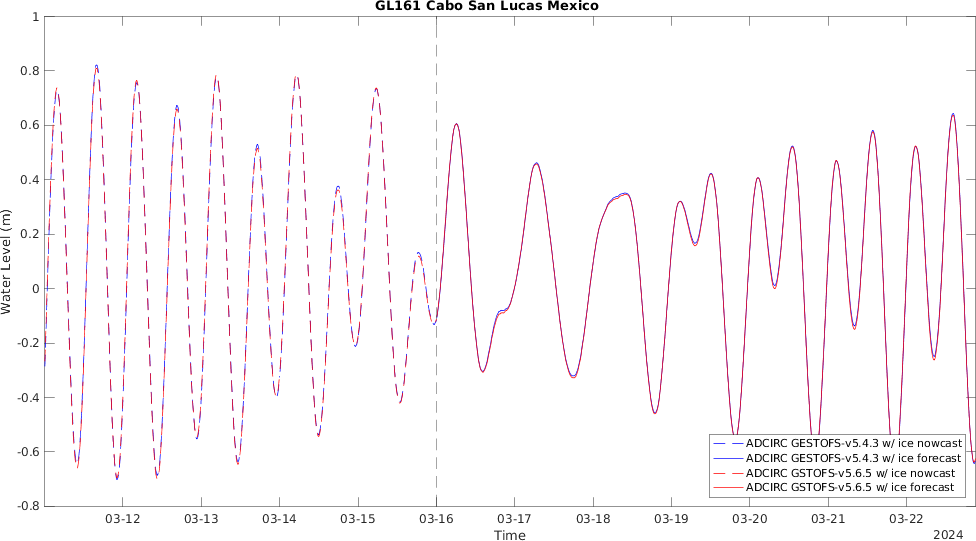 GL161 Cabo San Lucas Mexico
1
0.8
0.6
0.4
0.2
0
-0.2
-0.4
-0.6
-0.8
Water Level (m)
ADCIRC GESTOFS-v5.4.3 w/ ice nowcast
ADCIRC GESTOFS-v5.4.3 w/ ice forecast
ADCIRC GSTOFS-v5.6.5 w/ ice nowcast
ADCIRC GSTOFS-v5.6.5 w/ ice forecast
03-12 03-13 03-14 03-15 03-16 03-17 03-18 03-19 03-20 03-21 03-22
Time
2024